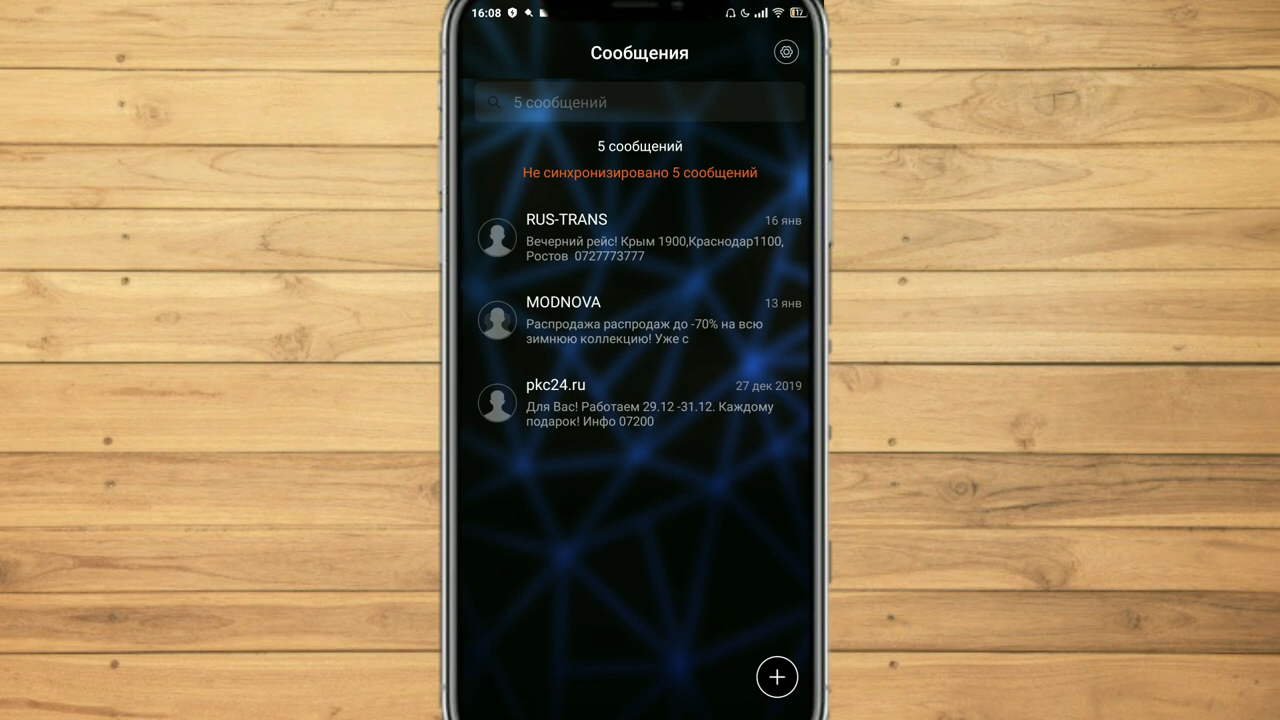 16:08
17
Сообщения
5 сообщений
5 сообщений
Не синхронизировано 5 сообщений
RUS-TRANS
16 янв
Вечерний рейс! Крым 1900,Краснодар1100,
Ростов 0727773777
MODNOVA
13 янв
Распродажа распродаж до -70% на всю
зимнюю коллекцию! Уже с
pkc24.ru
27 дек 2019
Для Вас! Работаем 29.12 -31.12. Каждому
подарок! Инфо 07200